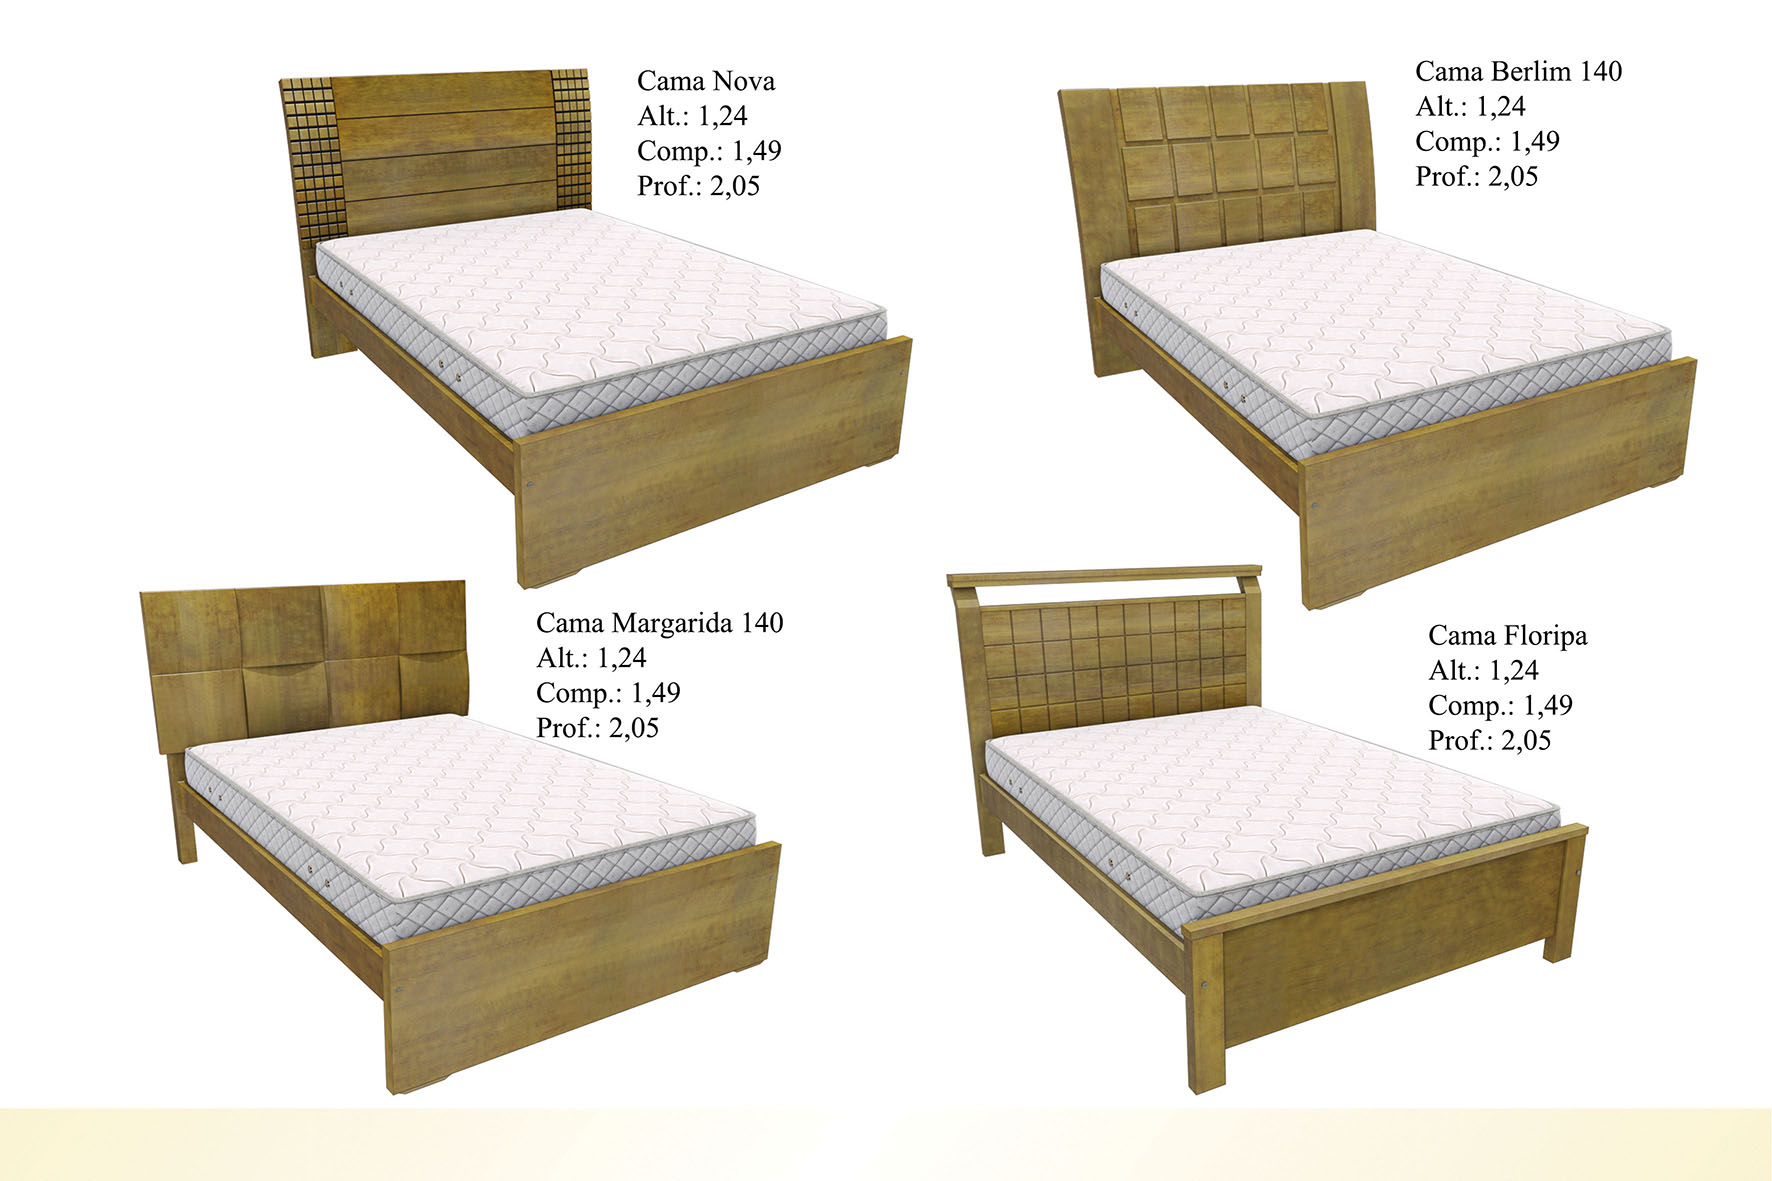 Cama Nova
Alt.: 1,24
Comp.: 1,49
Prof.: 2,05
Cama Berlim 140
Alt.: 1,24
Comp.: 1,49
Prof.: 2,05
Cama Margarida 140
Alt.: 1,24
Comp.: 1,49
Prof.: 2,05
Cama Floripa
Alt.: 1,24
Comp.: 1,49
Prof.: 2,05